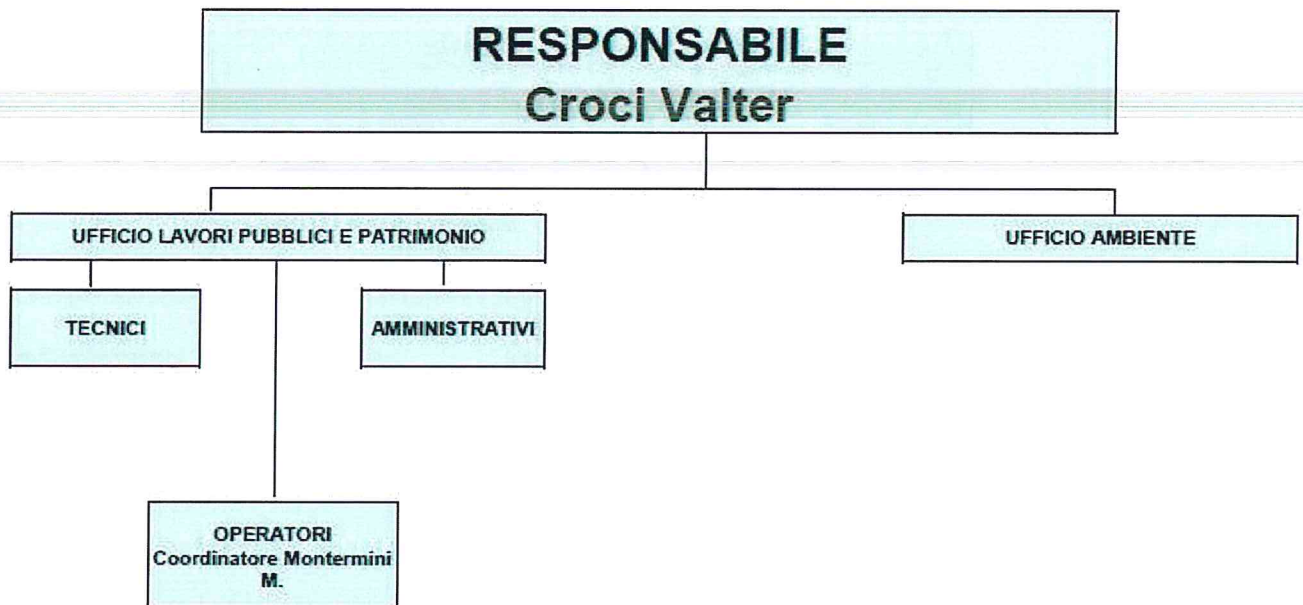 RESPONSABILE
Croci Valter
UFFICIO LAVORI PUBBLICI E PATRIMONIO
UFFICIO AMBIENTE
TECNICI
AMMINISTRATIVI
OPERATORI
Coordinatore Montermini
M.